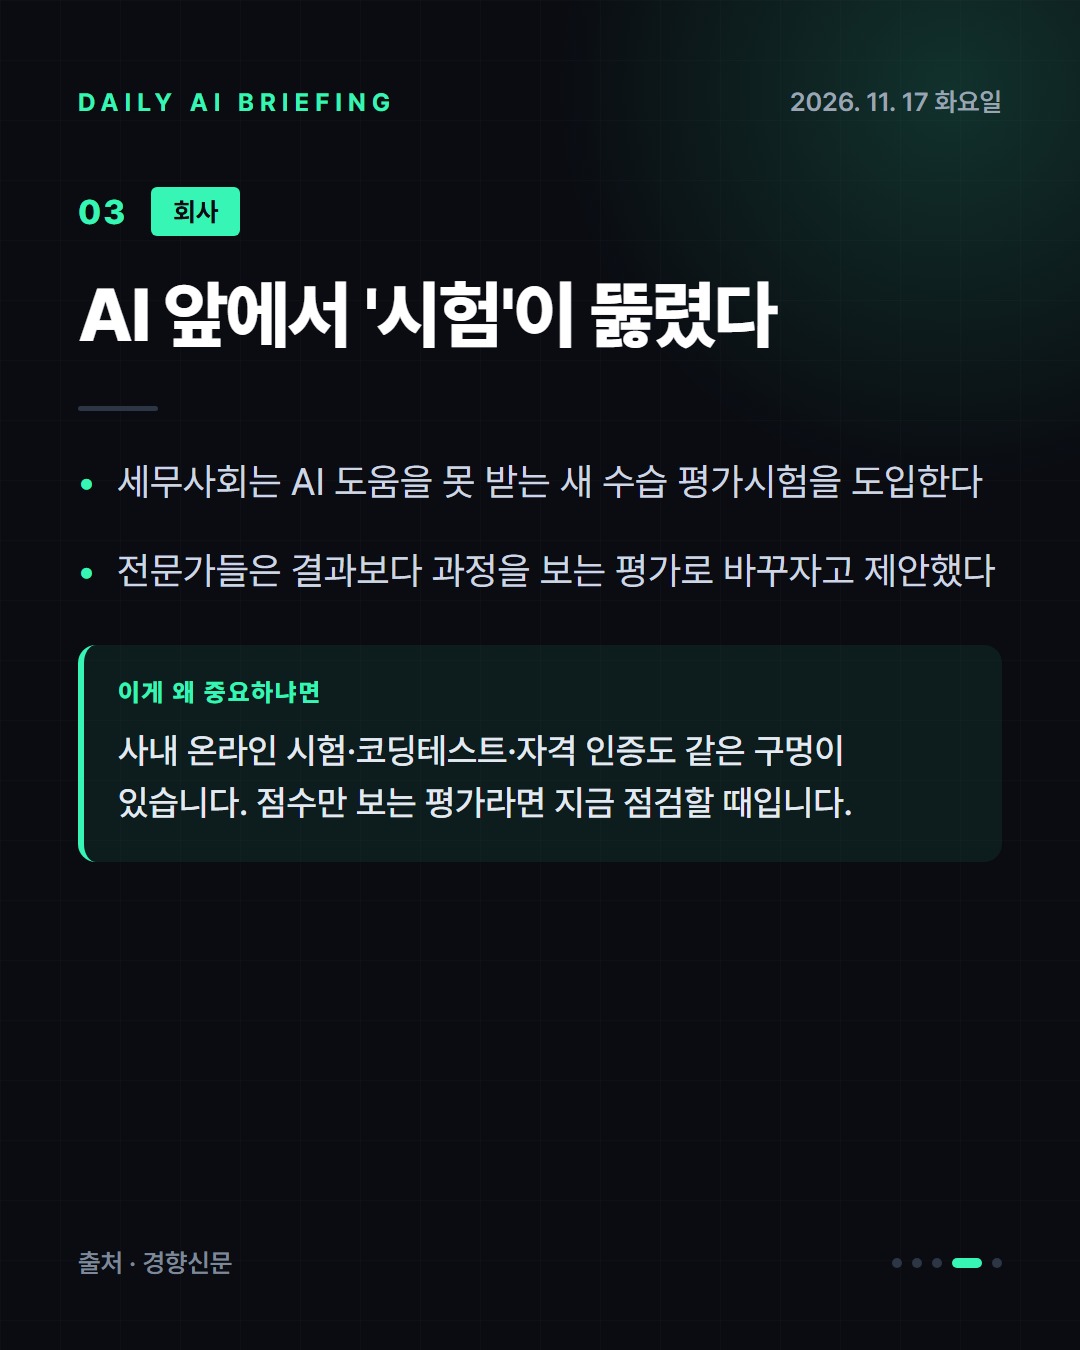 DAILY AI BRIEFING
2026. 11. 17 화요일
03 회사
AI 앞에서 '시험'이 뚫렸다
• 세무사회는 AI 도움을 못 받는 새 수습 평가시험을 도입한다
• 전문가들은 결과보다 과정을 보는 평가로 바꾸자고 제안했다
이게 왜 중요하냐면
사내 온라인 시험·코딩테스트·자격 인증도 같은 구멍이
있습니다. 점수만 보는 평가라면 지금 점검할 때입니다.
출처 · 경향신문